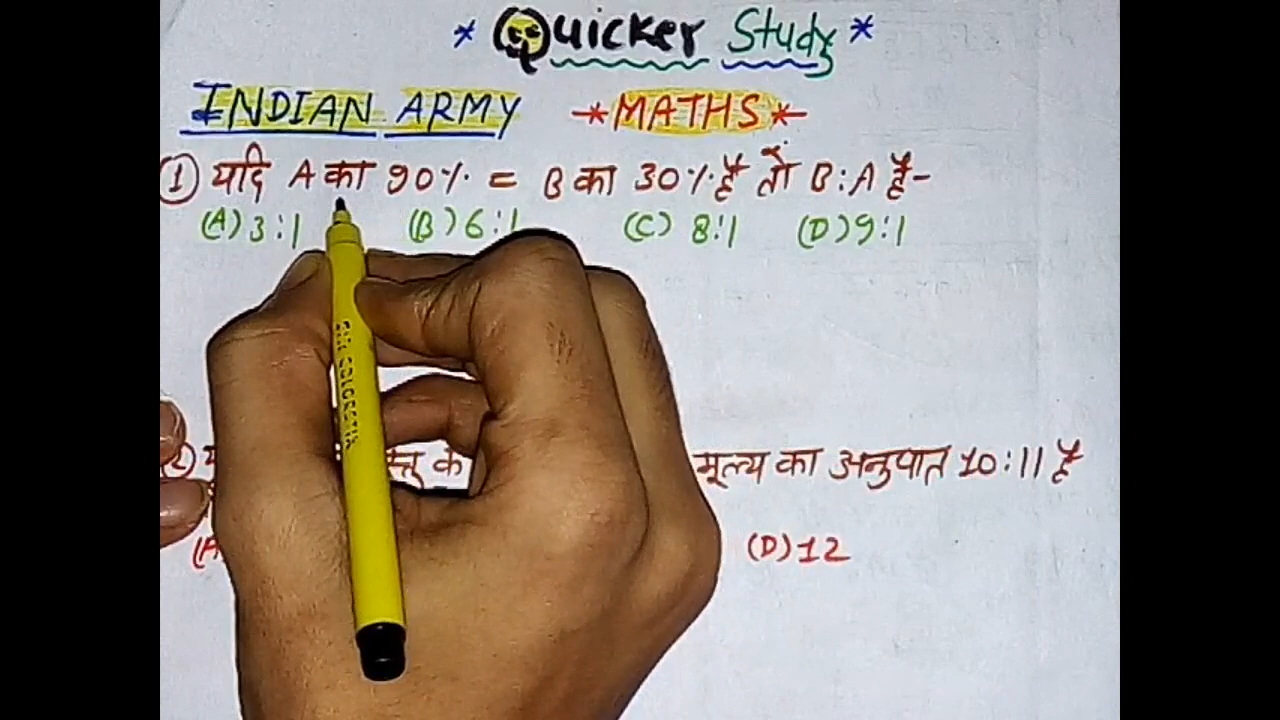 * Quicker Study *
INDIAN ARMY * MATHS *
(1) यदि A का 90% = B का 30% है तो B:A है-
(A) 3:1 (B) 6:1 (C) 8:1 (D) 9:1
मूल्य का अनुपात 10:11 है
(D) 12